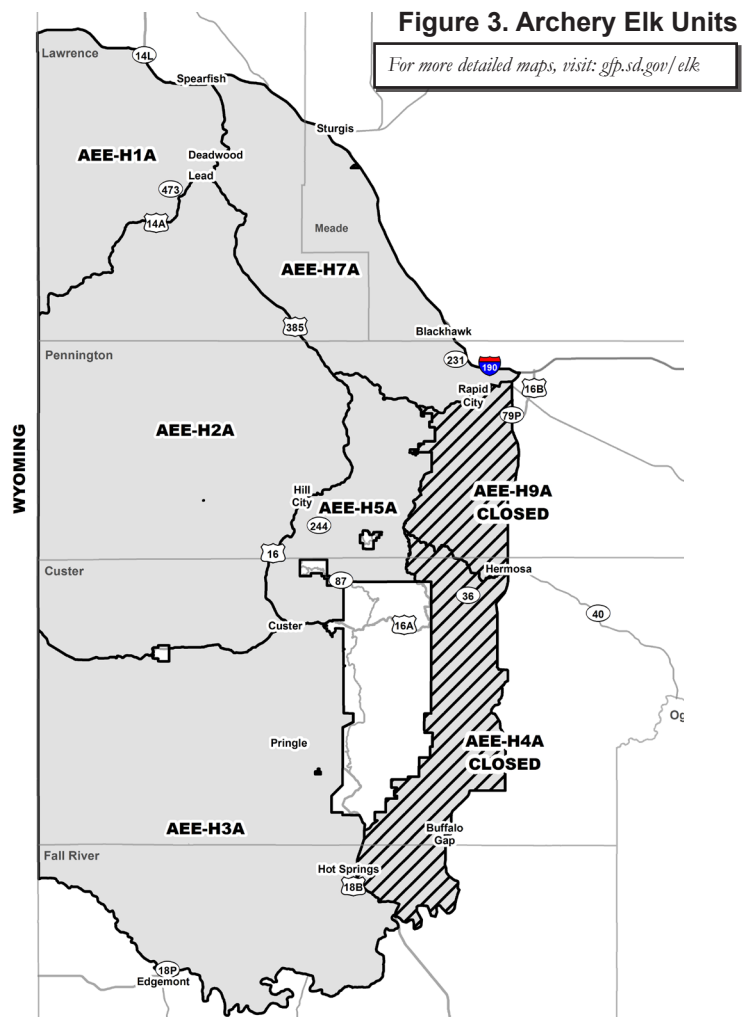 Figure 3. Archery Elk Units
For more detailed maps, visit: gfp.sd.gov/elk
Lawrence
14L
Spearfish
Sturgis
AEE-H1A
Deadwood
Lead
473
14A
Meade
AEE-H7A
385
Blackhawk
Pennington
231
190
16B
Rapid
City
79P
AEE-H2A
WYOMING
Hill
City
AEE-H5A
AEE-H9A
CLOSED
244
16
Custer
87
Hermosa
36
40
16A
Custer
Og
Pringle
AEE-H4A
CLOSED
AEE-H3A
Buffalo
Gap
Fall River
Hot Springs
18B
18P
Edgemont